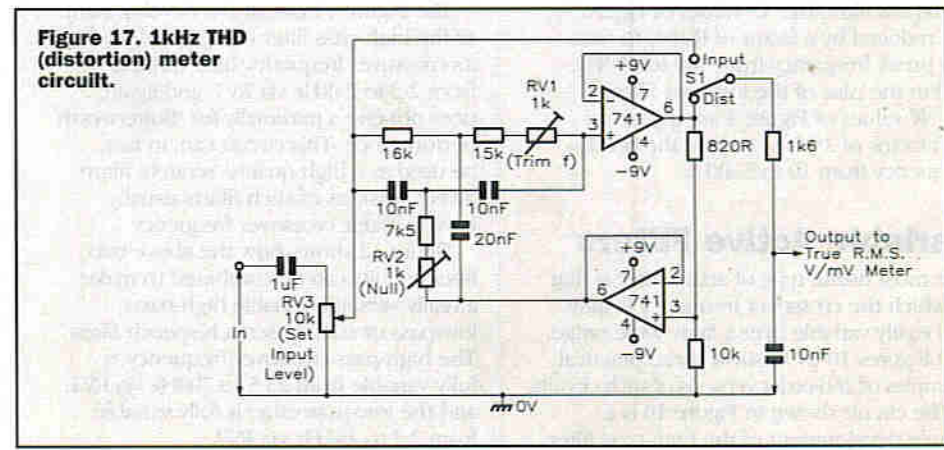 Figure 17. 1kHz THD
(distortion) meter
circuilt.
+9V
Input
S1
Dist
RV1
1k
2
7
741
6
3
4
16k
15k
(Trim f)
-9V
820R
1k6
10nF
10nF
7k5
20nF
RV2
1k
(Null)
+9V
7
2
6
741
3
4
-9V
Output to
True R.M.S.
V/mV Meter
1uF
RV3
10k
In
(Set
Input
Level)
10k
10nF
0V